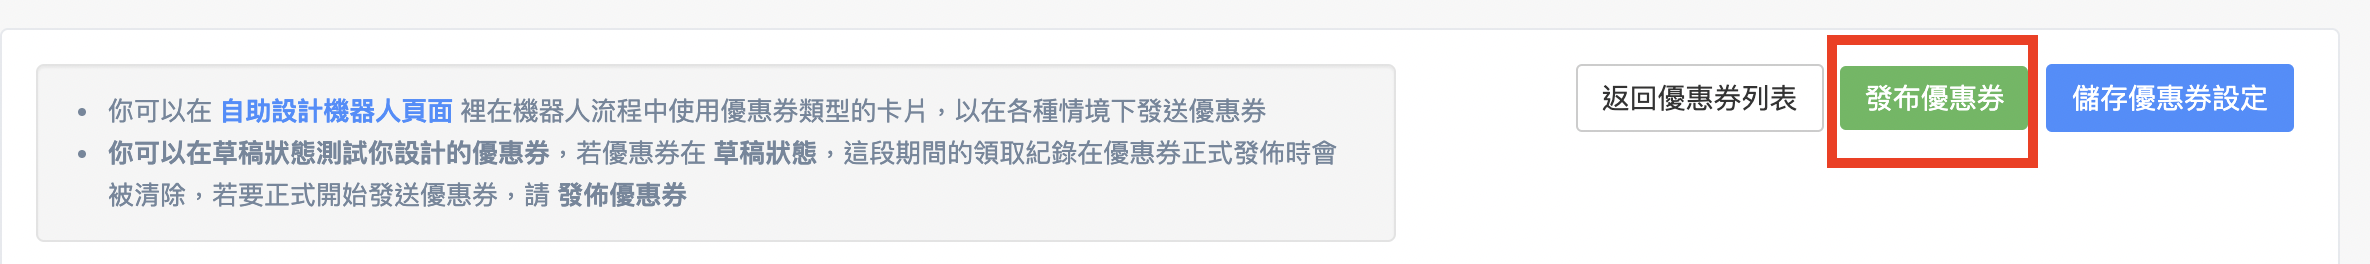 • 你可以在 自助設計機器人頁面 裡在機器人流程中使用優惠券類型的卡片，以在各種情境下發送優惠券
• 你可以在草稿狀態測試你設計的優惠券，若優惠券在 草稿狀態，這段期間的領取紀錄在優惠券正式發佈時會
被清除，若要正式開始發送優惠券，請 發佈優惠券
返回優惠券列表
發布優惠券
儲存優惠券設定